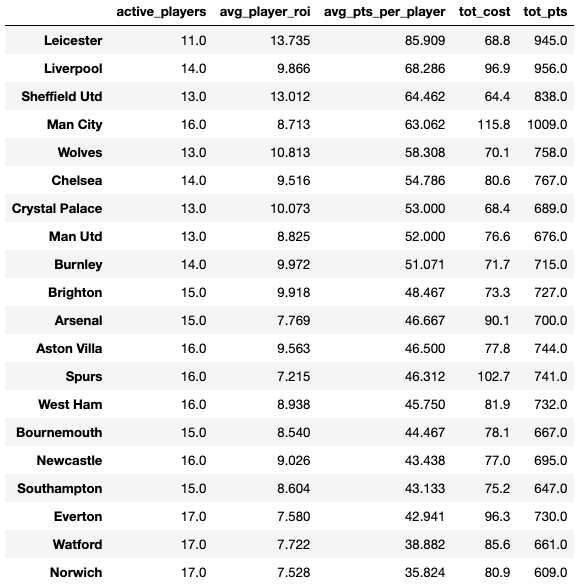 active_players avg_player_roi avg_pts_per_player tot_cost tot_pts
Leicester 11.0 13.735 85.909 68.8 945.0
Liverpool 14.0 9.866 68.286 96.9 956.0
Sheffield Utd 13.0 13.012 64.462 64.4 838.0
Man City 16.0 8.713 63.062 115.8 1009.0
Wolves 13.0 10.813 58.308 70.1 758.0
Chelsea 14.0 9.516 54.786 80.6 767.0
Crystal Palace 13.0 10.073 53.000 68.4 689.0
Man Utd 13.0 8.825 52.000 76.6 676.0
Burnley 14.0 9.972 51.071 71.7 715.0
Brighton 15.0 9.918 48.467 73.3 727.0
Arsenal 15.0 7.769 46.667 90.1 700.0
Aston Villa 16.0 9.563 46.500 77.8 744.0
Spurs 16.0 7.215 46.312 102.7 741.0
West Ham 16.0 8.938 45.750 81.9 732.0
Bournemouth 15.0 8.540 44.467 78.1 667.0
Newcastle 16.0 9.026 43.438 77.0 695.0
Southampton 15.0 8.604 43.133 75.2 647.0
Everton 17.0 7.580 42.941 96.3 730.0
Watford 17.0 7.722 38.882 85.6 661.0
Norwich 17.0 7.528 35.824 80.9 609.0